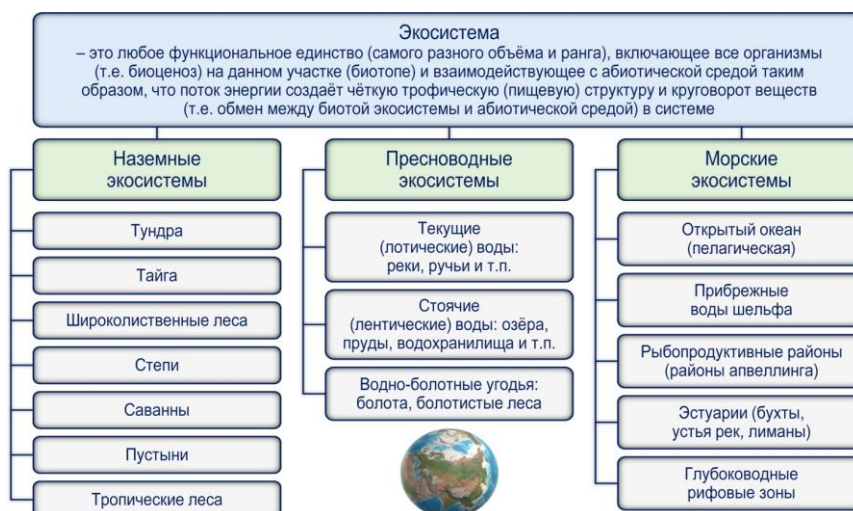 Экосистема
– это любое функциональное единство (самого разного объёма и ранга), включающее все организмы
(т.е. биоценоз) на данном участке (биотопе) и взаимодействующее с абиотической средой таким
образом, что поток энергии создаёт чёткую трофическую (пищевую) структуру и круговорот веществ
(т.е. обмен между биотой экосистемы и абиотической средой) в системе
Наземные
экосистемы
Тундра
Тайга
Широколиственные леса
Степи
Саванны
Пустыни
Тропические леса
Пресноводные
экосистемы
Текущие
(лотические) воды:
реки, ручьи и т.п.
Стоячие
(лентические) воды: озёра,
пруды, водохранилища и т.п.
Водно-болотные угодья:
болота, болотистые леса
Морские
экосистемы
Открытый океан
(пелагическая)
Прибрежные
воды шельфа
Рыбопродуктивные районы
(районы апвеллинга)
Эстуарии (бухты,
устья рек, лиманы)
Глубоководные
рифовые зоны